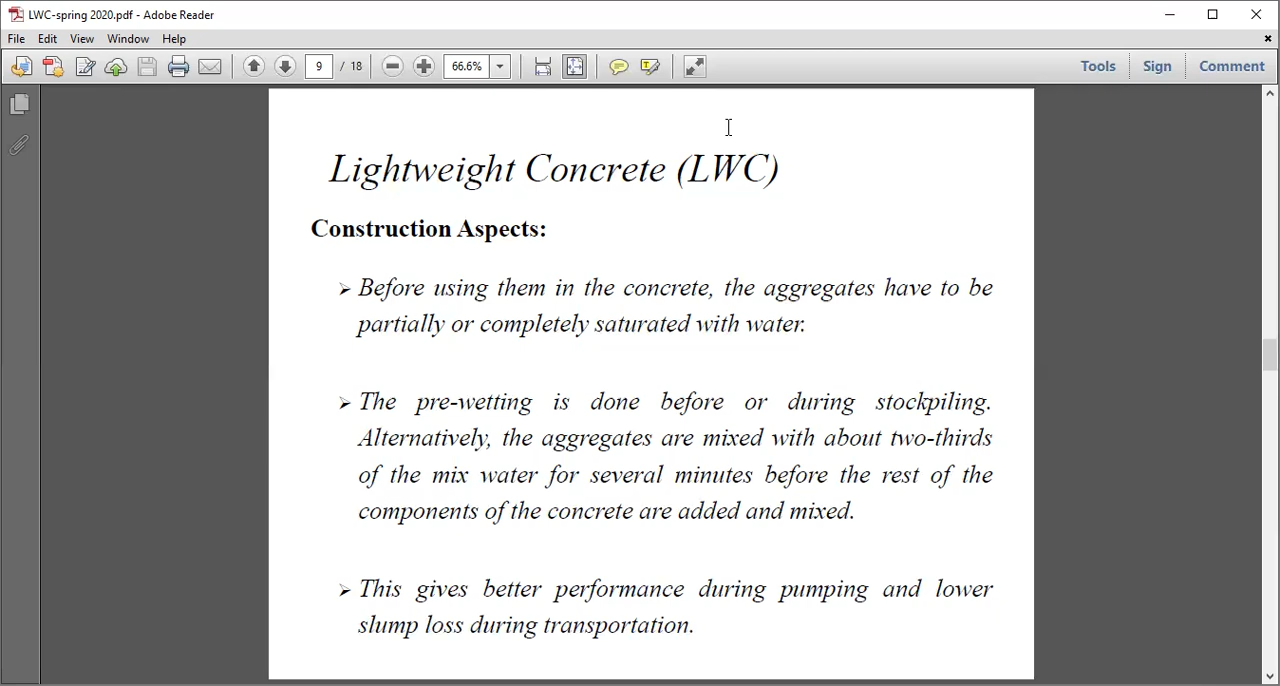 LWC-spring 2020.pdf - Adobe Reader
File Edit View Window Help
9 / 18 66.6% Tools Sign Comment
Lightweight Concrete (LWC)
Construction Aspects:
➢ Before using them in the concrete, the aggregates have to be
partially or completely saturated with water.
➢ The pre-wetting is done before or during stockpiling.
Alternatively, the aggregates are mixed with about two-thirds
of the mix water for several minutes before the rest of the
components of the concrete are added and mixed.
➢ This gives better performance during pumping and lower
slump loss during transportation.